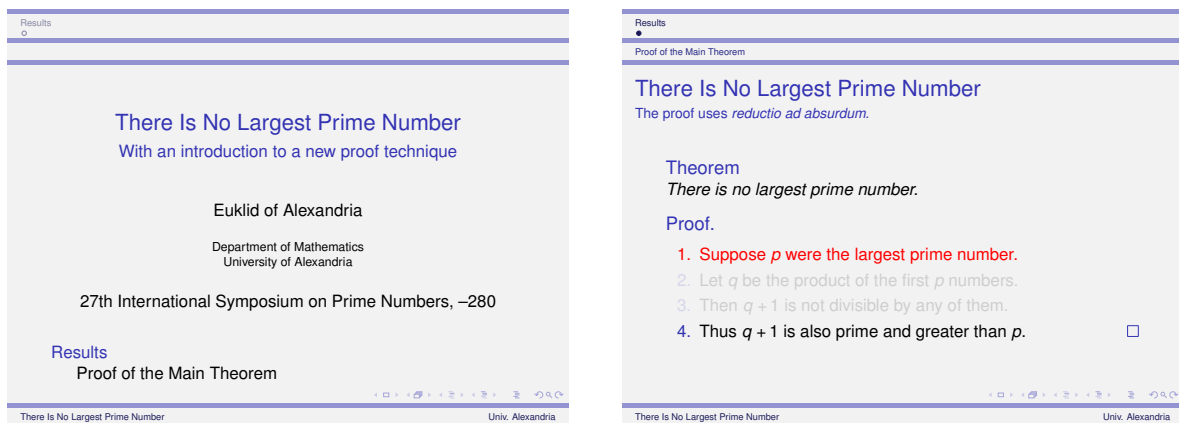 Results
There Is No Largest Prime Number
With an introduction to a new proof technique
Euklid of Alexandria
Department of Mathematics
University of Alexandria
27th International Symposium on Prime Numbers, –280
Results
Proof of the Main Theorem
There Is No Largest Prime Number Univ. Alexandria
Results
Proof of the Main Theorem
There Is No Largest Prime Number
The proof uses reductio ad absurdum.
Theorem
There is no largest prime number.
Proof.
1. Suppose p were the largest prime number.
2. Let q be the product of the first p numbers.
3. Then q + 1 is not divisible by any of them.
4. Thus q + 1 is also prime and greater than p.
There Is No Largest Prime Number Univ. Alexandria